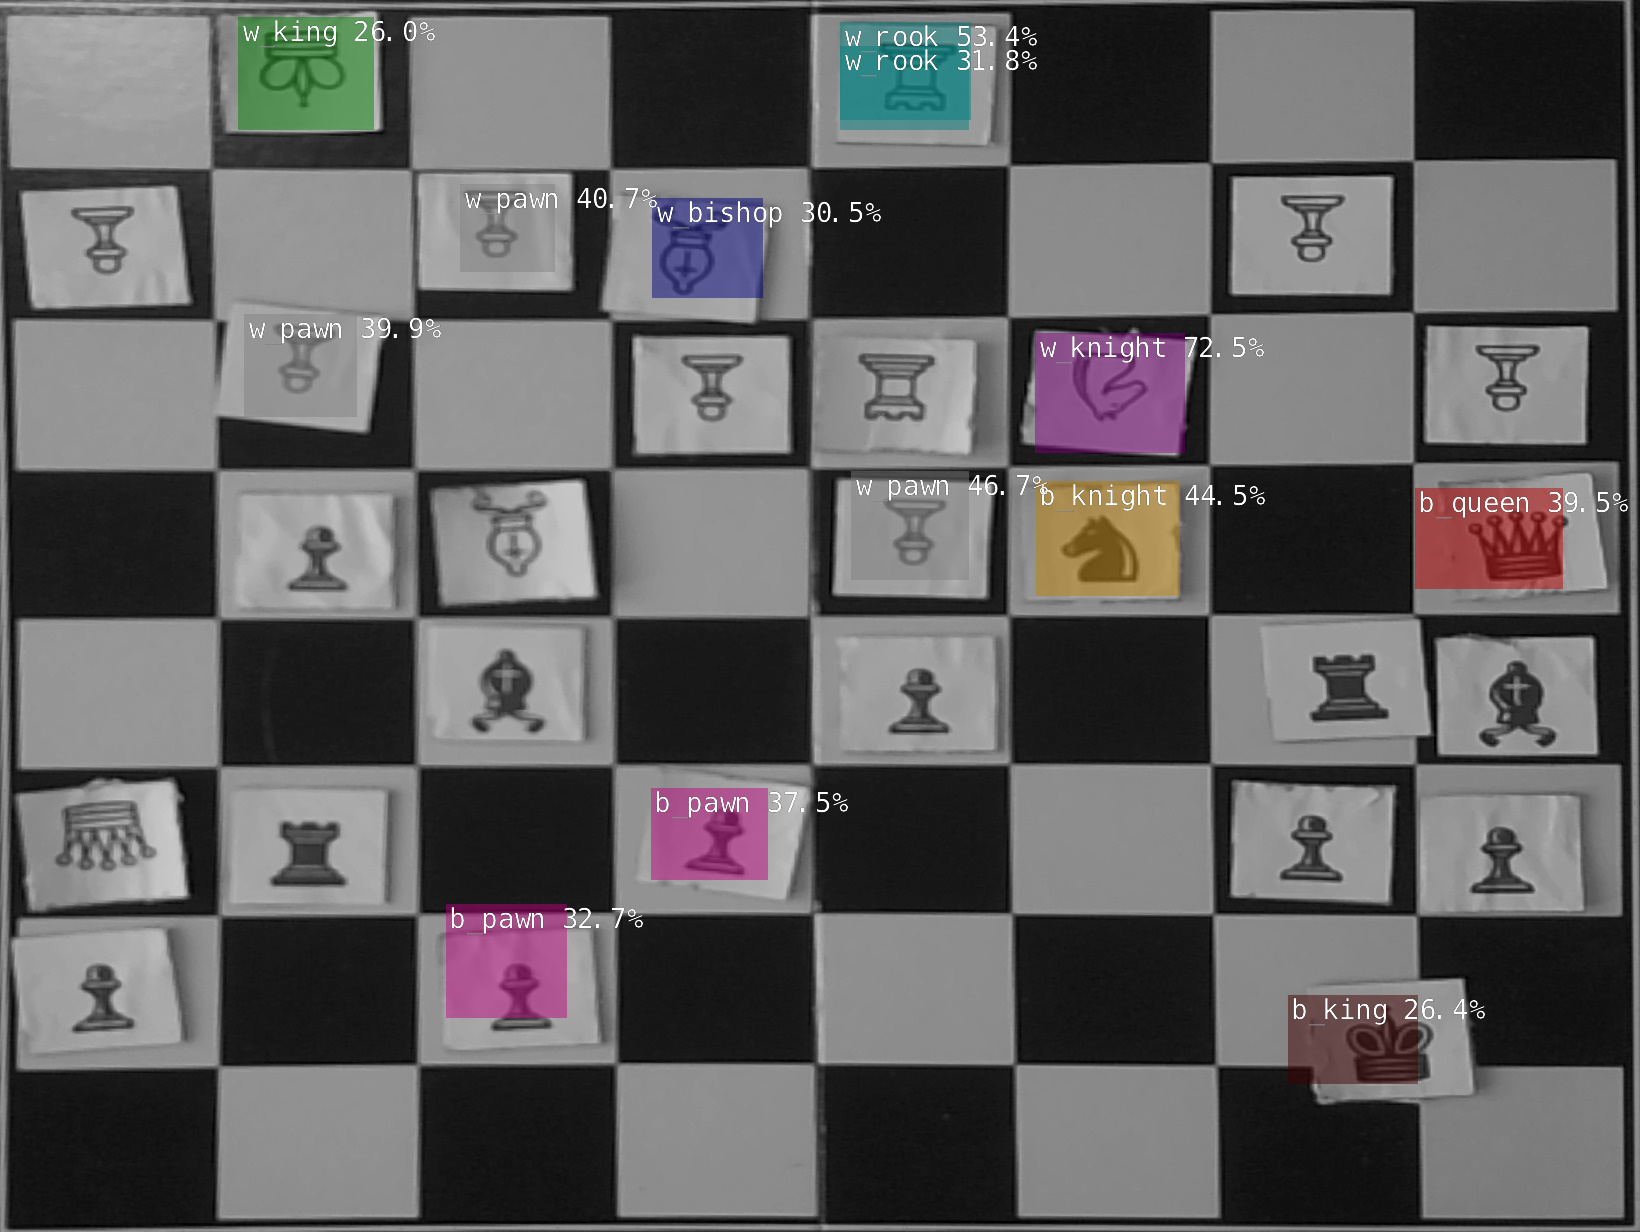 w_king 26.0%
w_rook 53.4%
w_rook 31.8%
w_pawn 40.7%
w_bishop 30.5%
w_pawn 39.9%
w_knight 72.5%
w_pawn 46.7%
b_knight 44.5%
b_queen 39.5%
b_pawn 37.5%
b_pawn 32.7%
b_king 26.4%